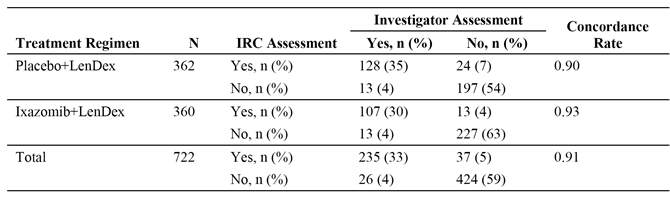 Investigator Assessment
Treatment Regimen N IRC Assessment Yes, n (%) No, n (%) Concordance Rate
Placebo+LenDex 362 Yes, n (%) 128 (35) 24 (7) 0.90
No, n (%) 13 (4) 197 (54)
Ixazomib+LenDex 360 Yes, n (%) 107 (30) 13 (4) 0.93
No, n (%) 13 (4) 227 (63)
Total 722 Yes, n (%) 235 (33) 37 (5) 0.91
No, n (%) 26 (4) 424 (59)